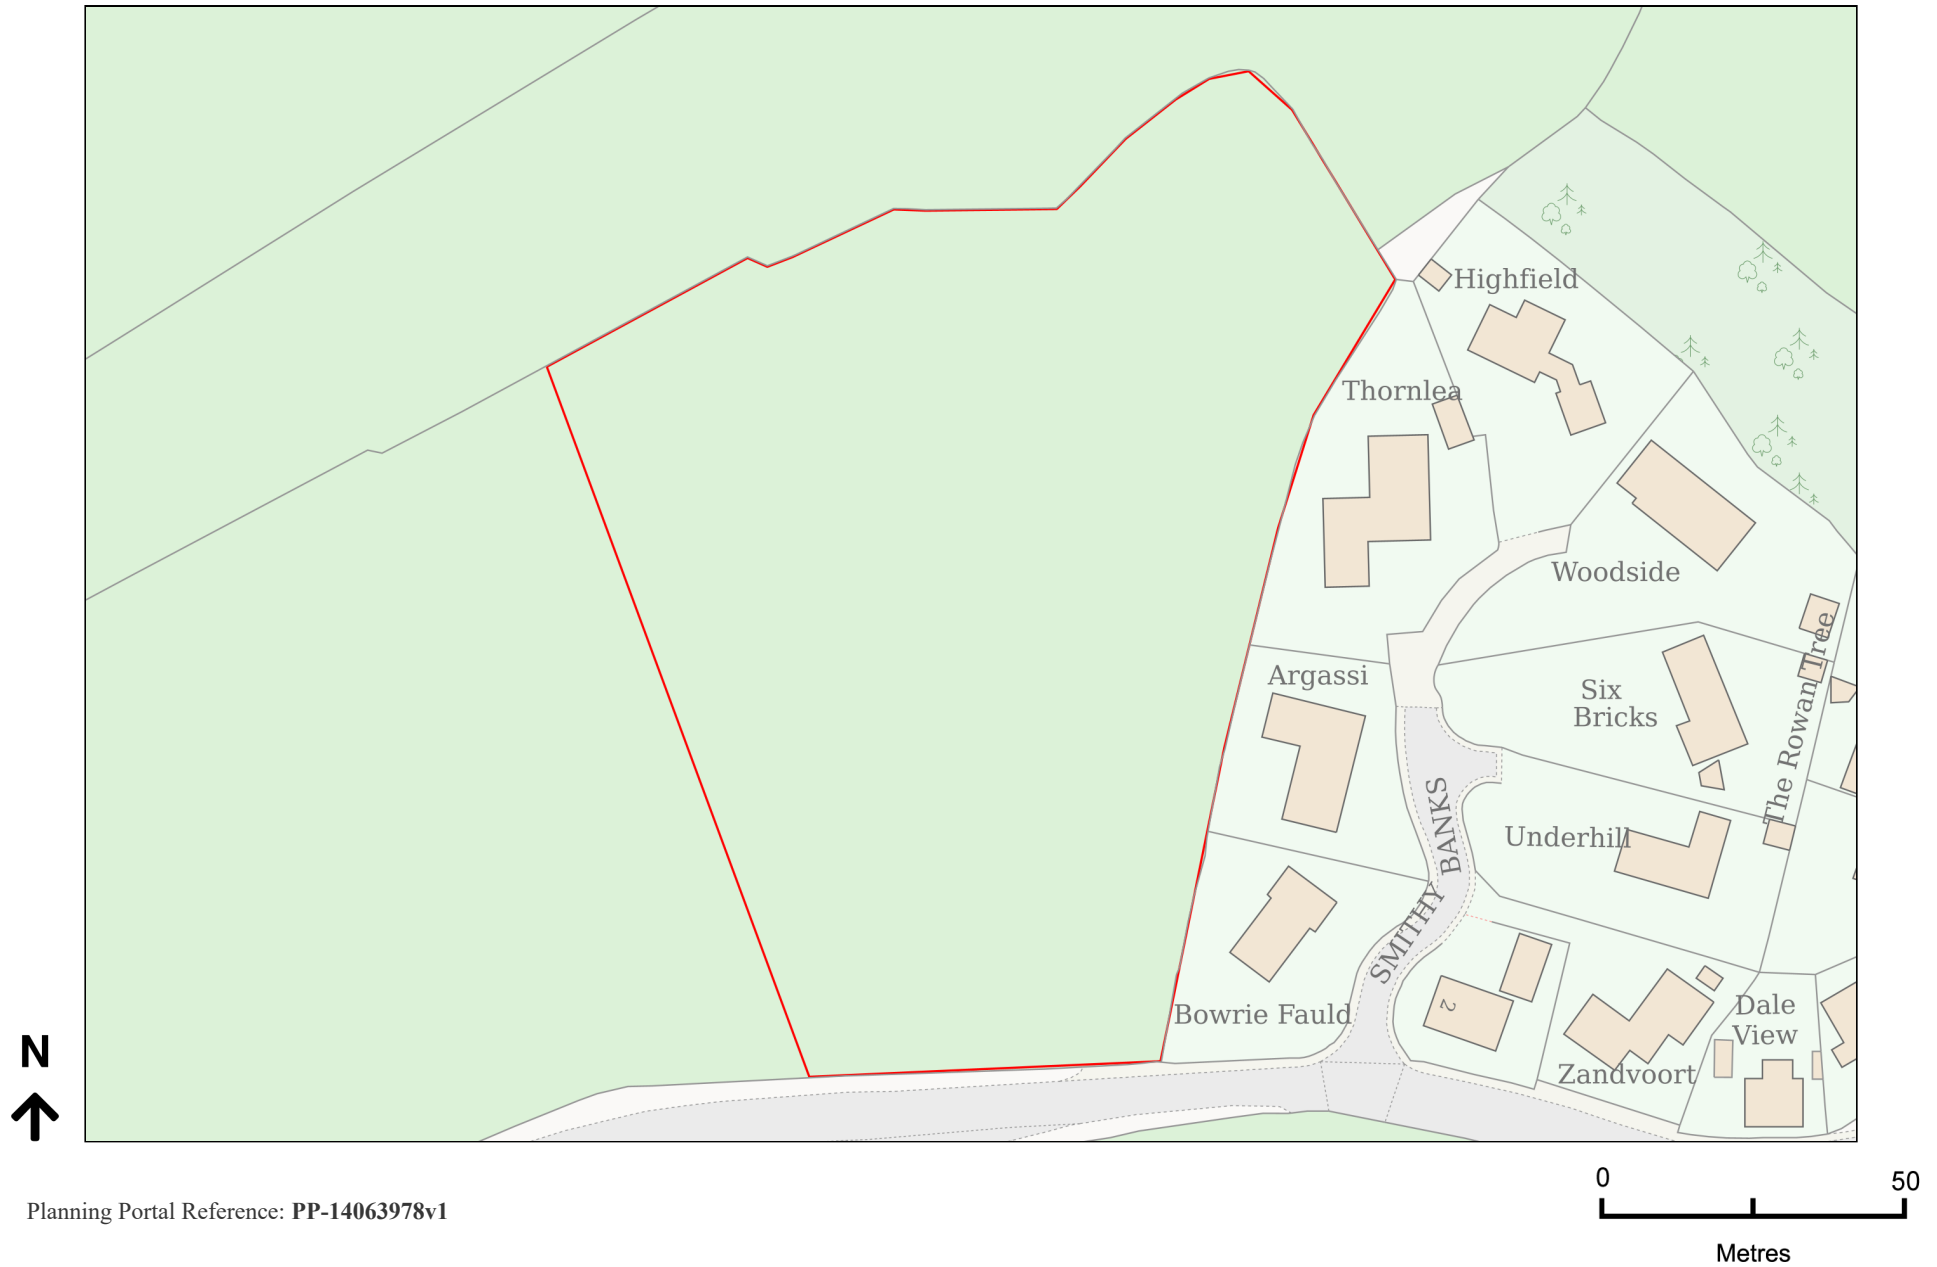 Highfield
Thornlea
Woodside
The Rowan Tree
Argassi
Six
Bricks
SMITHY BANKS
Underhill
Bowrie Fauld
2
Dale
View
Zandvoort
N
0
50
Metres
Planning Portal Reference: PP-14063978v1